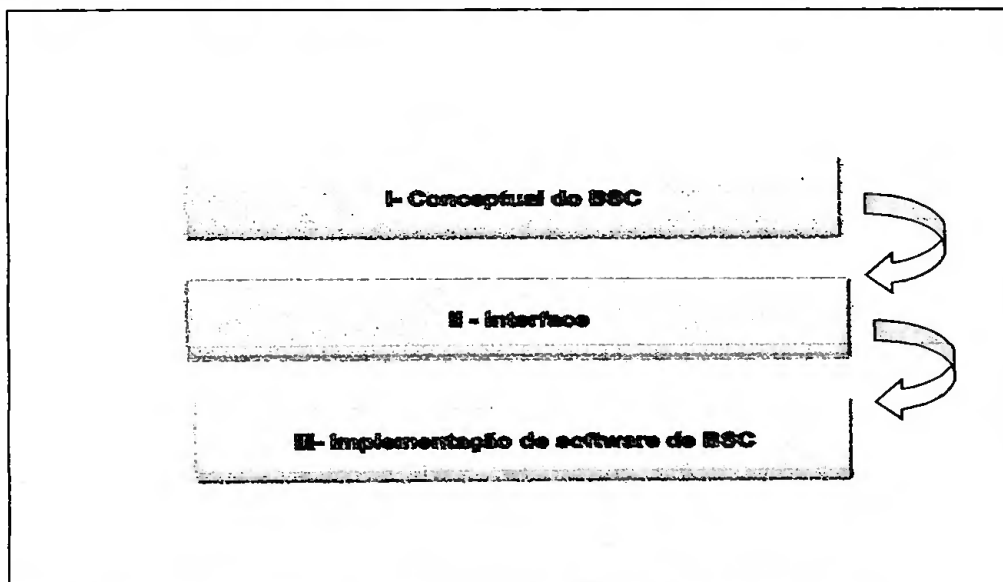 I- Conceptual do BSC
II - Interface
III- Implementação de software de BSC